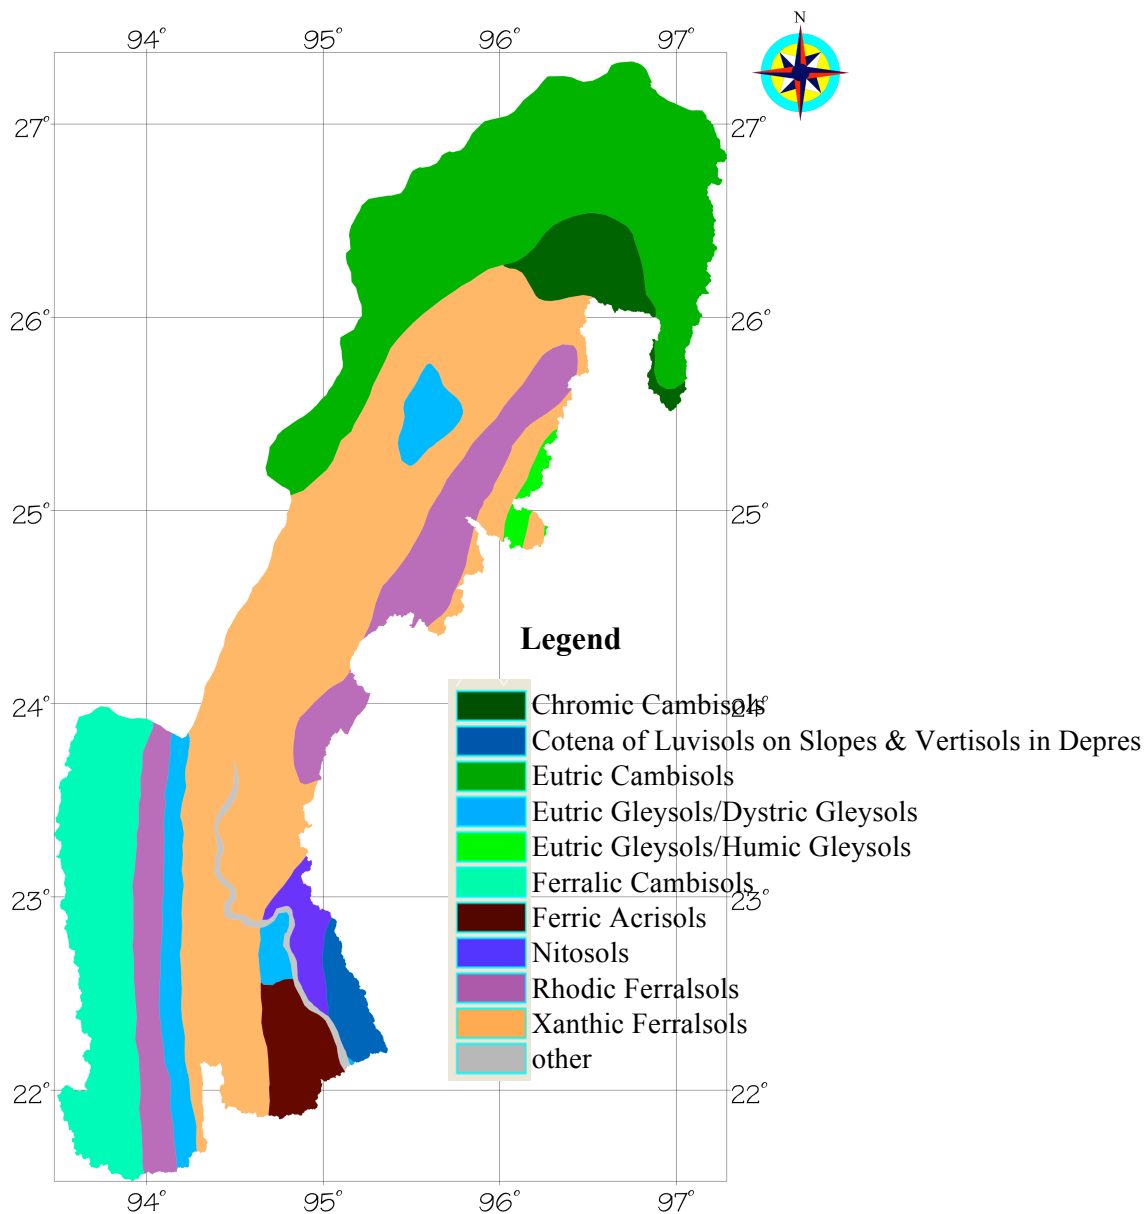 N
94° 95° 96° 97°
27° 27°
26° 26°
25° 25°
Legend
24° 24°
Chromic Cambisols
Cotena of Luvisols on Slopes & Vertisols in Depres
Eutric Cambisols
Eutric Gleysols/Dystric Gleysols
Eutric Gleysols/Humic Gleysols
Ferralic Cambisols
23° 23°
Ferric Acrisols
Nitosols
Rhodic Ferralsols
Xanthic Ferralsols
other
22° 22°
94° 95° 96° 97°